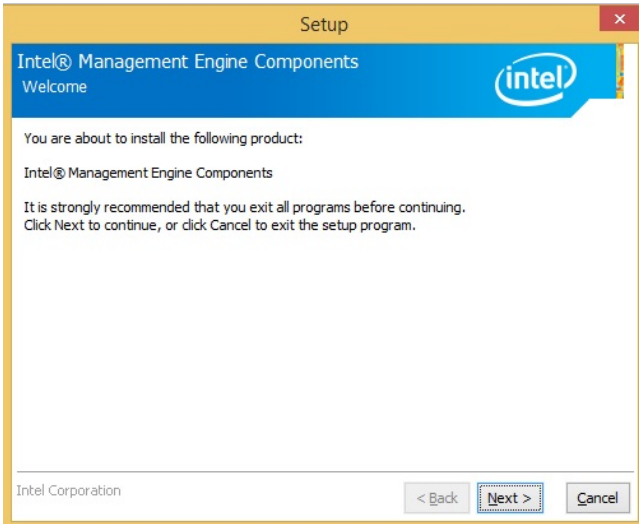 Setup
Intel® Management Engine Components
Welcome
intel
You are about to install the following product:
Intel® Management Engine Components
It is strongly recommended that you exit all programs before continuing.
Click Next to continue, or click Cancel to exit the setup program.
Intel Corporation
< Back Next > Cancel